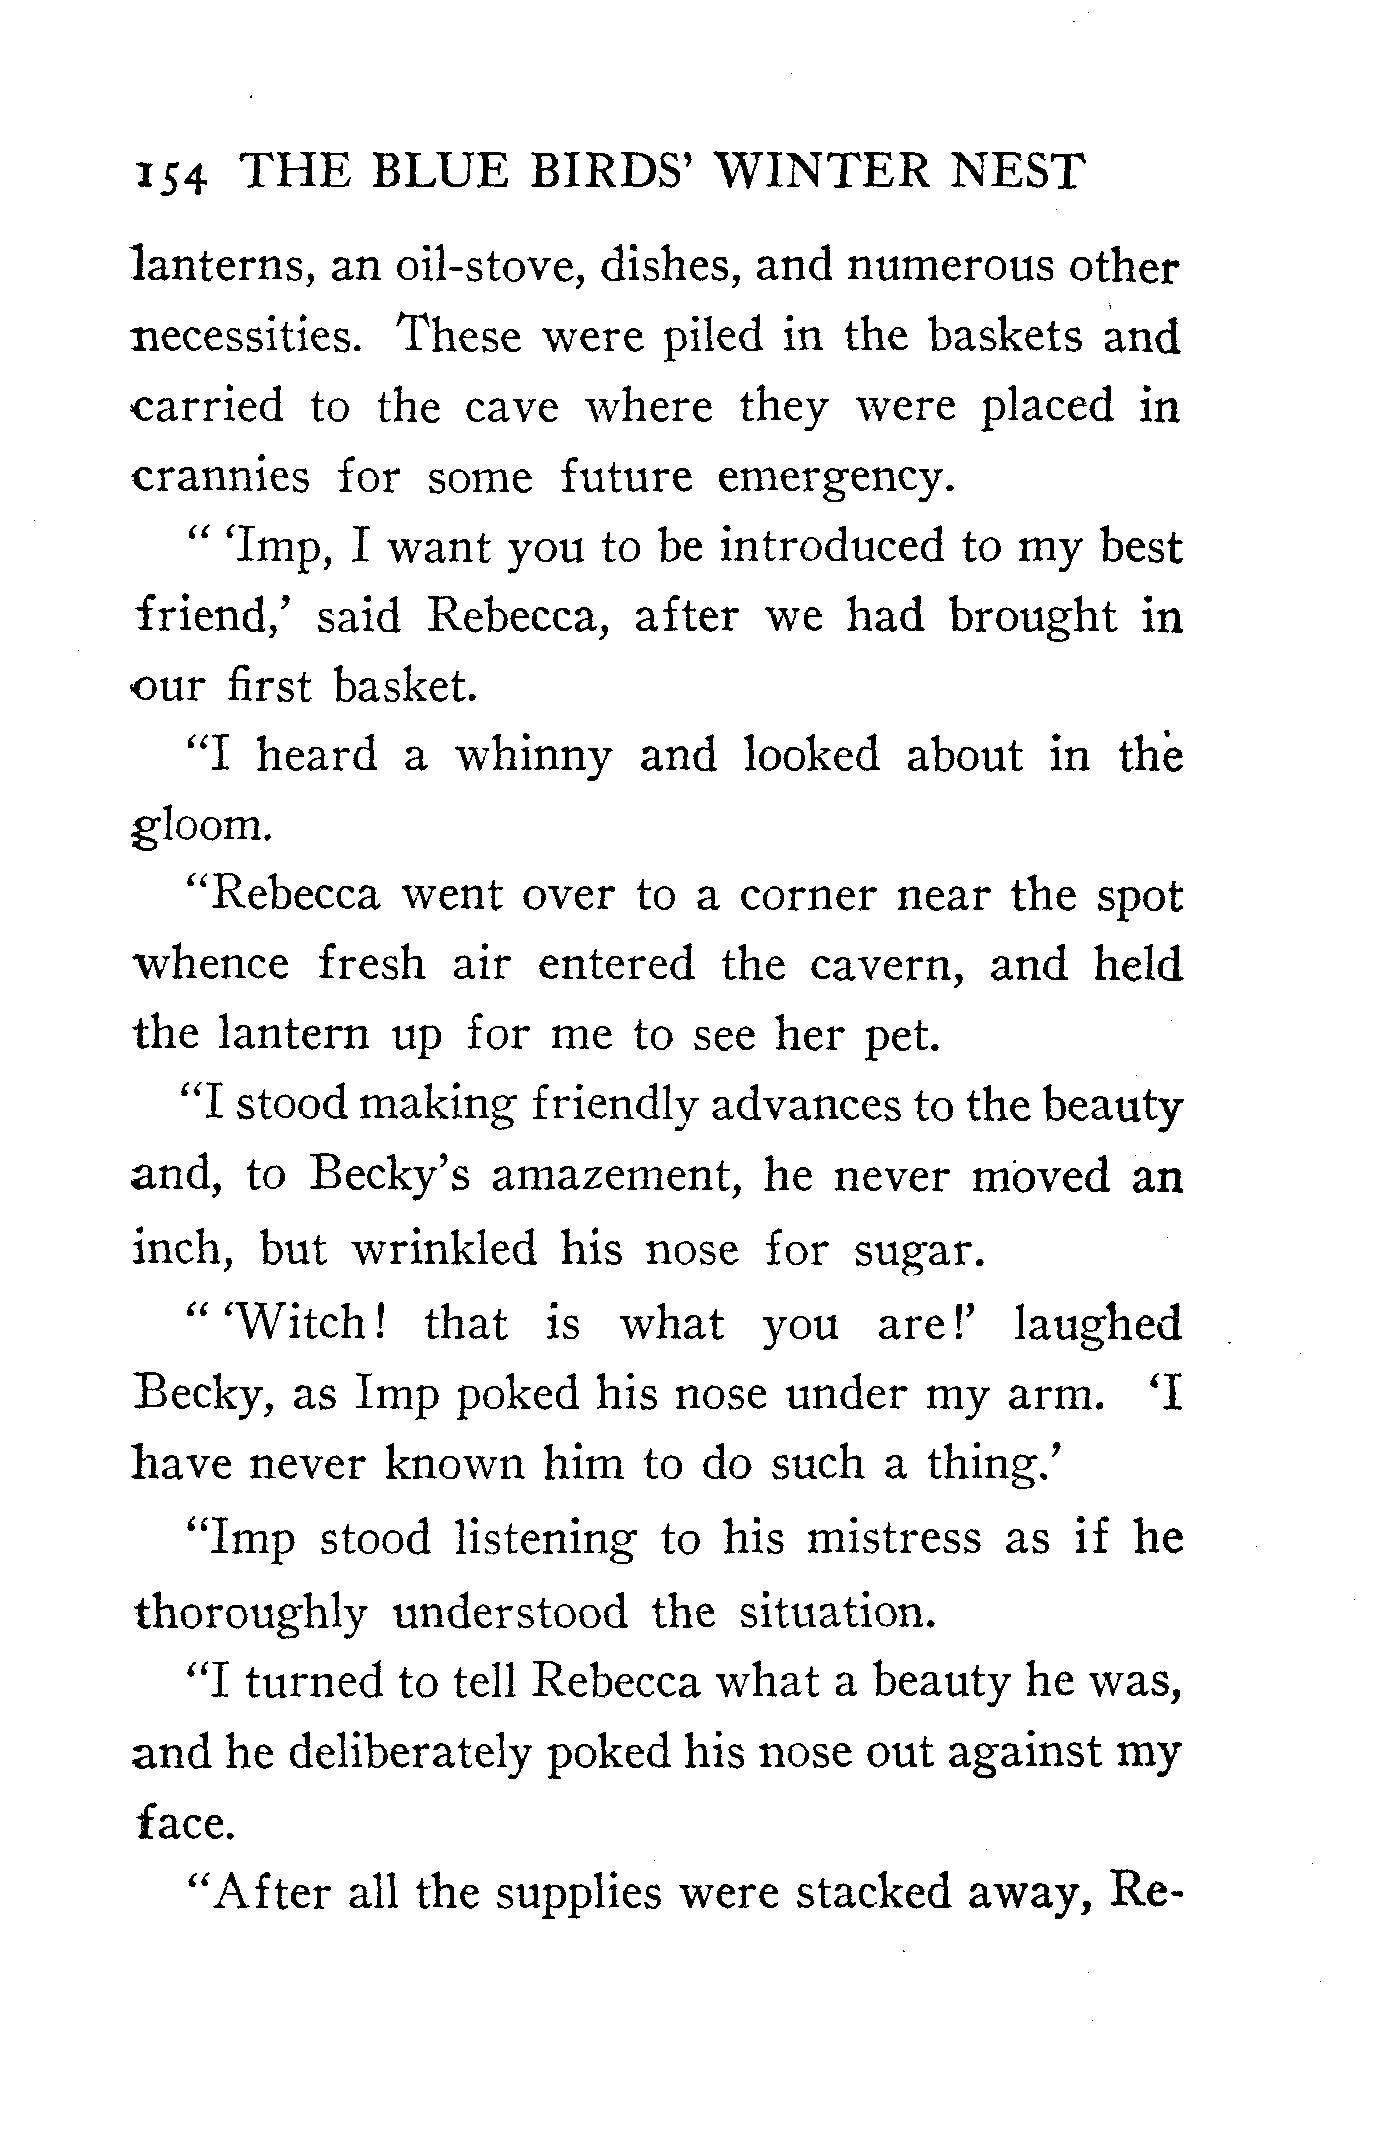 154 THE BLUE BIRDS' WINTER NEST
lanterns, an oil-stove, dishes, and numerous other
necessities. These were piled in the baskets and
carried to the cave where they were placed in
crannies for some future emergency.
" 'Imp, I want you to be introduced to my best
friend,' said Rebecca, after we had brought in
our first basket.
"I heard a whinny and looked about in the
gloom.
"Rebecca went over to a corner near the spot
whence fresh air entered the cavern, and held
the lantern up for me to see her pet.
"I stood making friendly advances to the beauty
and, to Becky's amazement, he never moved an
inch, but wrinkled his nose for sugar.
" 'Witch! that is what you are!' laughed
Becky, as Imp poked his nose under my arm. 'I
have never known him to do such a thing.'
"Imp stood listening to his mistress as if he
thoroughly understood the situation.
"I turned to tell Rebecca what a beauty he was,
and he deliberately poked his nose out against my
face.
"After all the supplies were stacked away, Re-